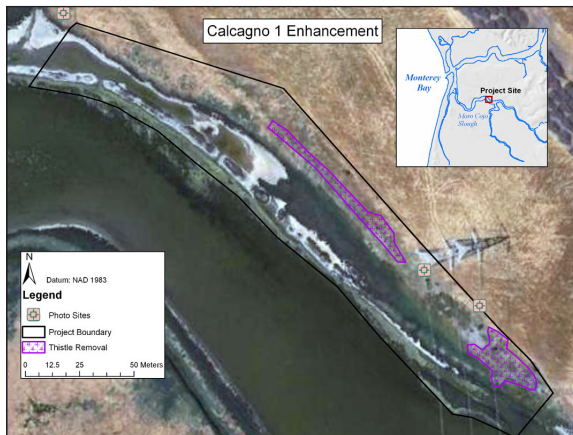 Calcagno 1 Enhancement
Monterey
Bay
Project Site
Moro Cojo
Slough
N
Datum: NAD 1983
Legend
Photo Sites
Project Boundary
Thistle Removal
0 12.5 25 50 Meters